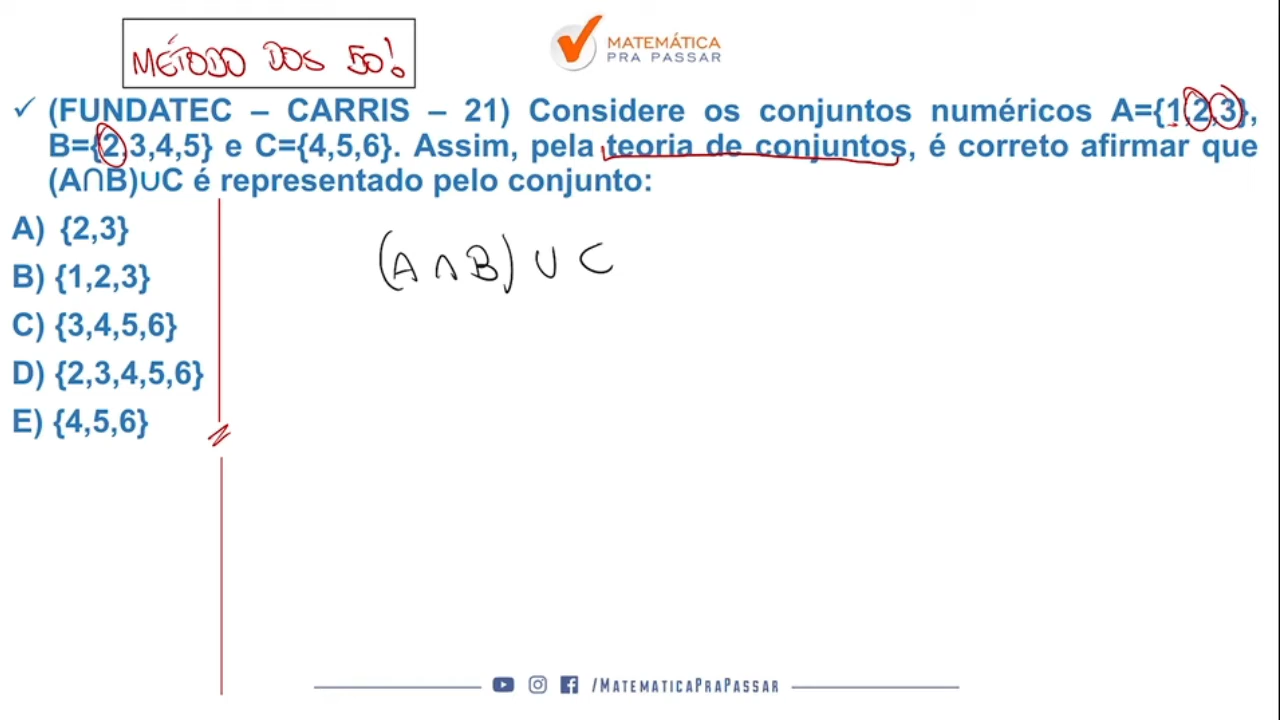 MÉTODO DOS 50!
MATEMÁTICA
PRA PASSAR
✓ (FUNDATEC – CARRIS – 21) Considere os conjuntos numéricos A={1,2,3},
B={2,3,4,5} e C={4,5,6}. Assim, pela teoria de conjuntos, é correto afirmar que
(A∩B)∪C é representado pelo conjunto:
A) {2,3}
(A∩B)∪C
B) {1,2,3}
C) {3,4,5,6}
D) {2,3,4,5,6}
E) {4,5,6}
/MATEMATICAPRAPASSAR